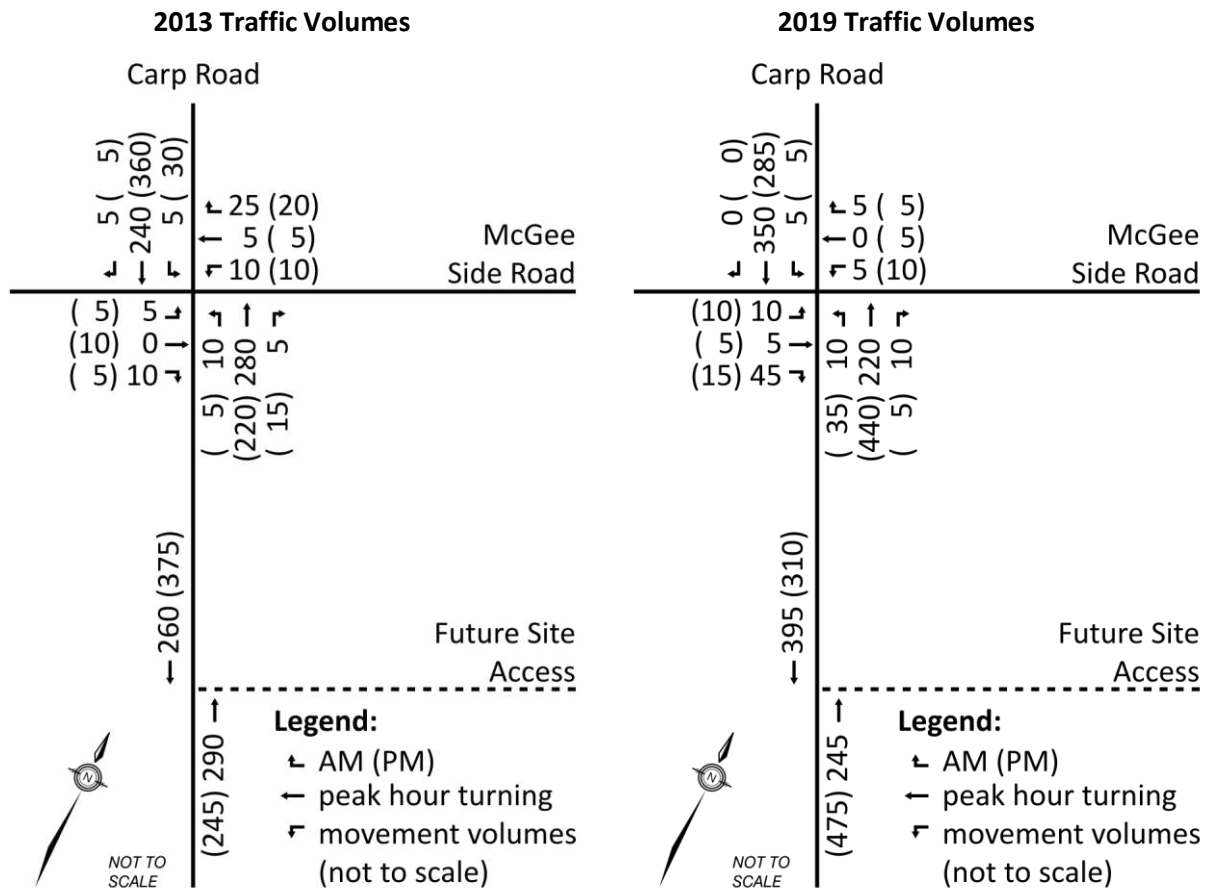 2013 Traffic Volumes
Carp Road
5 ( 5)
240 (360)
5 ( 30)
25 (20)
5 ( 5)
10 (10)
McGee
Side Road
( 5) 5
(10) 0
( 5) 10
( 5) 10
(220) 280
( 15) 5
260 (375)
Future Site
Access
(245) 290
Legend:
AM (PM)
peak hour turning
movement volumes
(not to scale)
N
NOT TO
SCALE
2019 Traffic Volumes
Carp Road
0 ( 0)
350 (285)
5 ( 5)
5 ( 5)
0 ( 5)
5 (10)
McGee
Side Road
(10) 10
( 5) 5
(15) 45
( 35) 10
(440) 220
( 5) 10
395 (310)
Future Site
Access
(475) 245
Legend:
AM (PM)
peak hour turning
movement volumes
(not to scale)
N
NOT TO
SCALE